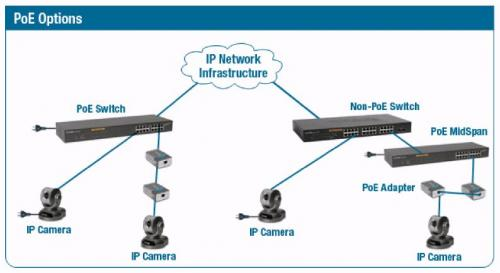 PoE Options
IP Network
Infrastructure
PoE Switch
Non-PoE Switch
PoE MidSpan
PoE Adapter
IP Camera
IP Camera
IP Camera
IP Camera